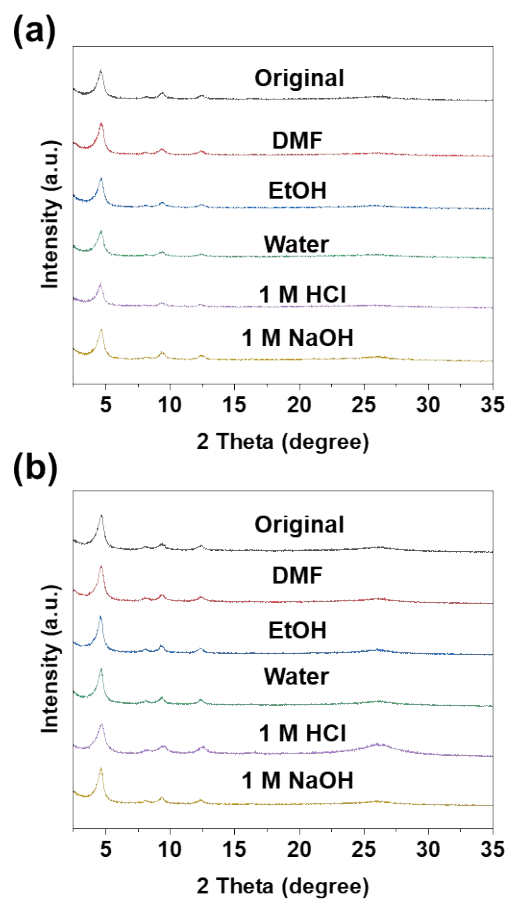 (a)
Intensity (a.u.)
Original
DMF
EtOH
Water
1 M HCl
1 M NaOH
5 10 15 20 25 30 35
2 Theta (degree)
(b)
Intensity (a.u.)
Original
DMF
EtOH
Water
1 M HCl
1 M NaOH
5 10 15 20 25 30 35
2 Theta (degree)